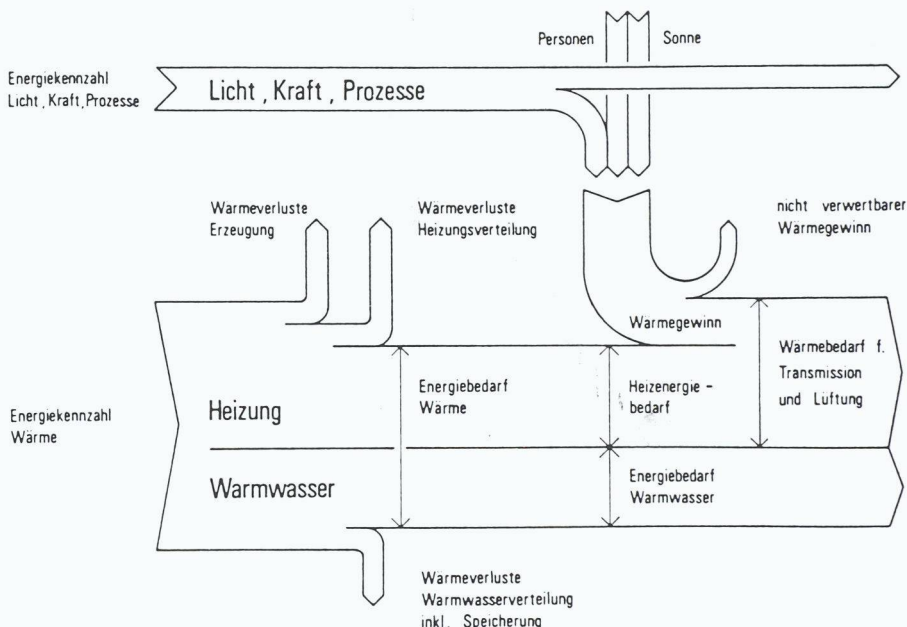 Personen
Sonne
Energiekennzahl
Licht, Kraft, Prozesse
Licht, Kraft, Prozesse
Wärmeverluste
Erzeugung
Wärmeverluste
Heizungsverteilung
nicht verwertbarer
Wärmegewinn
Wärmegewinn
Wärmebedarf f.
Transmission
und Lüftung
Energiebedarf
Wärme
Heizenergie -
bedarf
Energiekennzahl
Wärme
Heizung
Warmwasser
Energiebedarf
Warmwasser
Wärmeverluste
Warmwasserverteilung
inkl. Speicherung